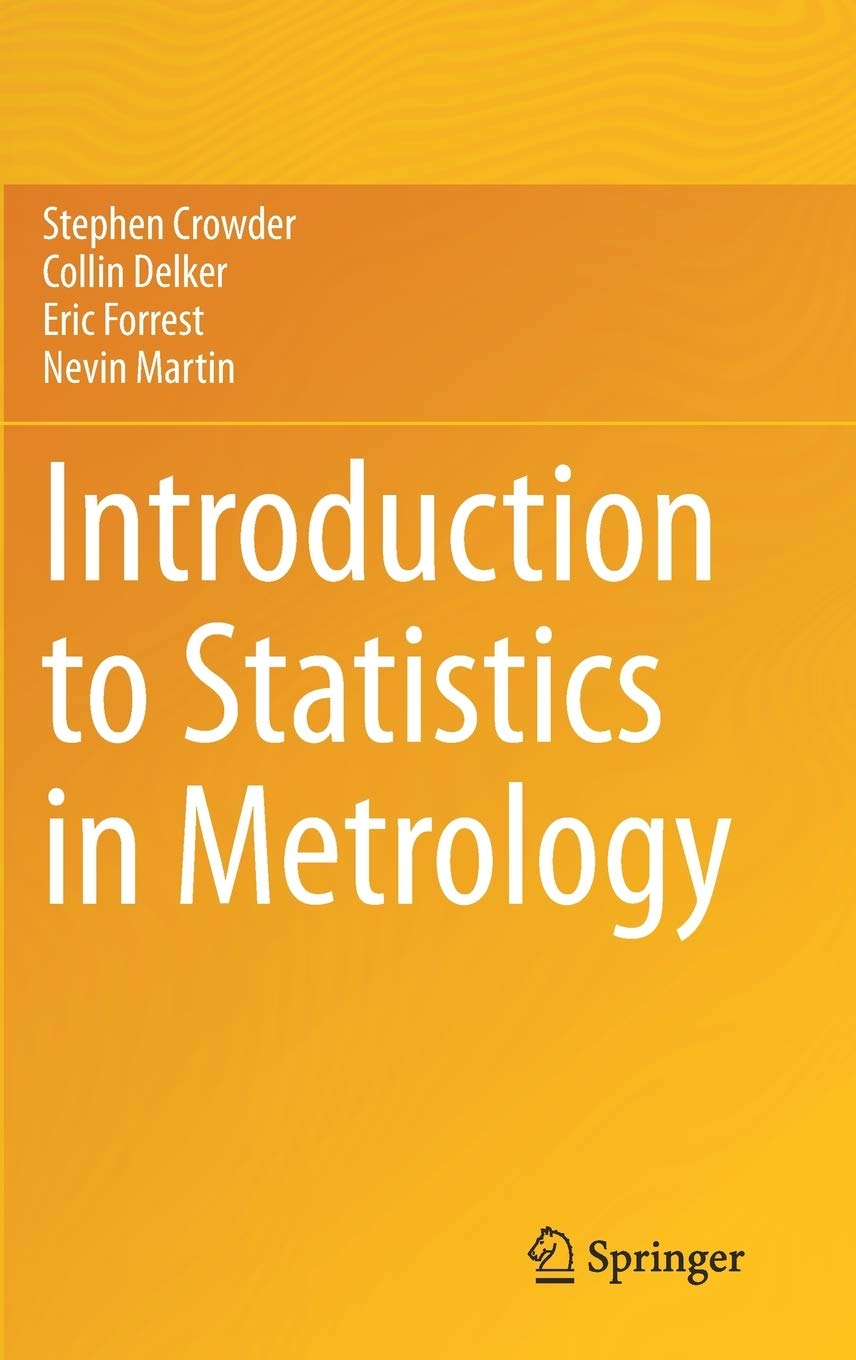 Stephen Crowder
Collin Delker
Eric Forrest
Nevin Martin
Introduction
to Statistics
in Metrology
Springer